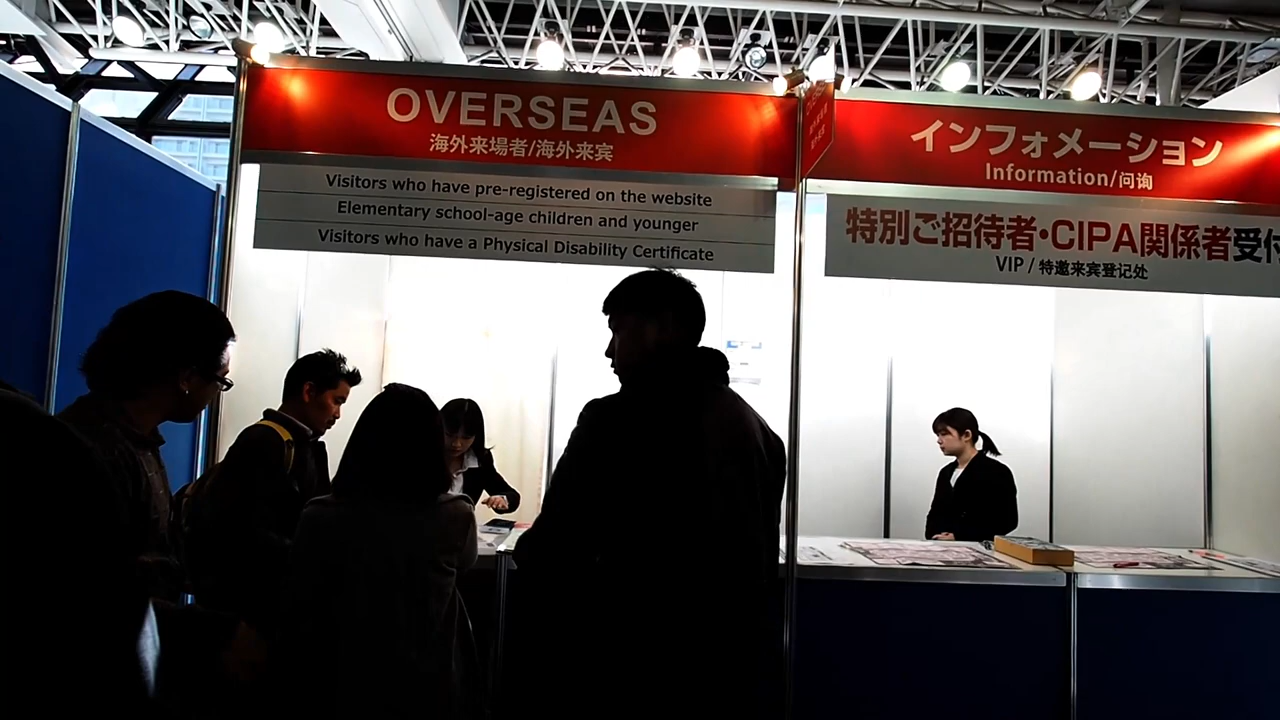 OVERSEAS
海外来場者/海外来宾
Visitors who have pre-registered on the website
Elementary school-age children and younger
Visitors who have a Physical Disability Certificate
インフォメーション
Information/问询
特別ご招待者・CIPA関係者受付
VIP / 特邀来宾登记处